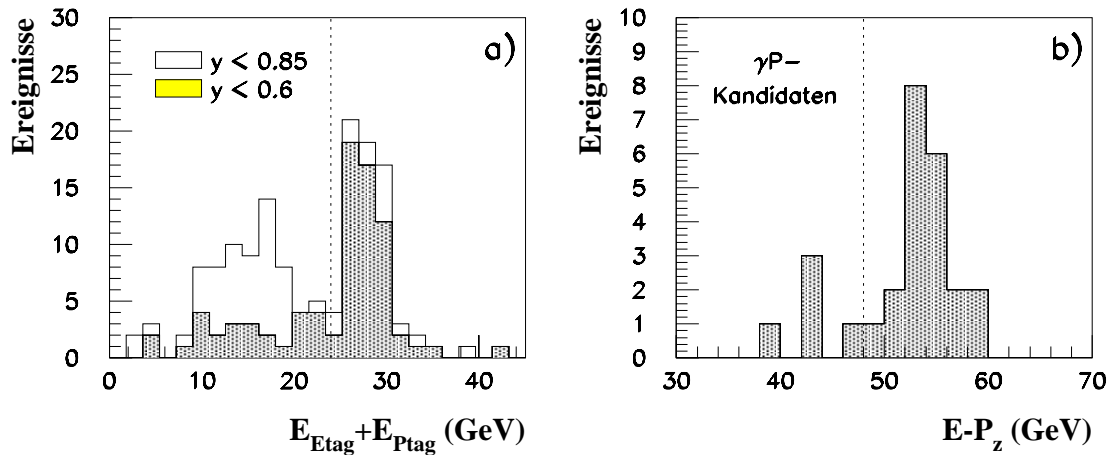 Ereignisse
30
25
20
15
10
5
0
a)
y < 0.85
y < 0.6
0 10 20 30 40
E_Etag+E_Ptag (GeV)
Ereignisse
10
9
8
7
6
5
4
3
2
1
0
b)
γP-
Kandidaten
30 40 50 60 70
E-P_z (GeV)